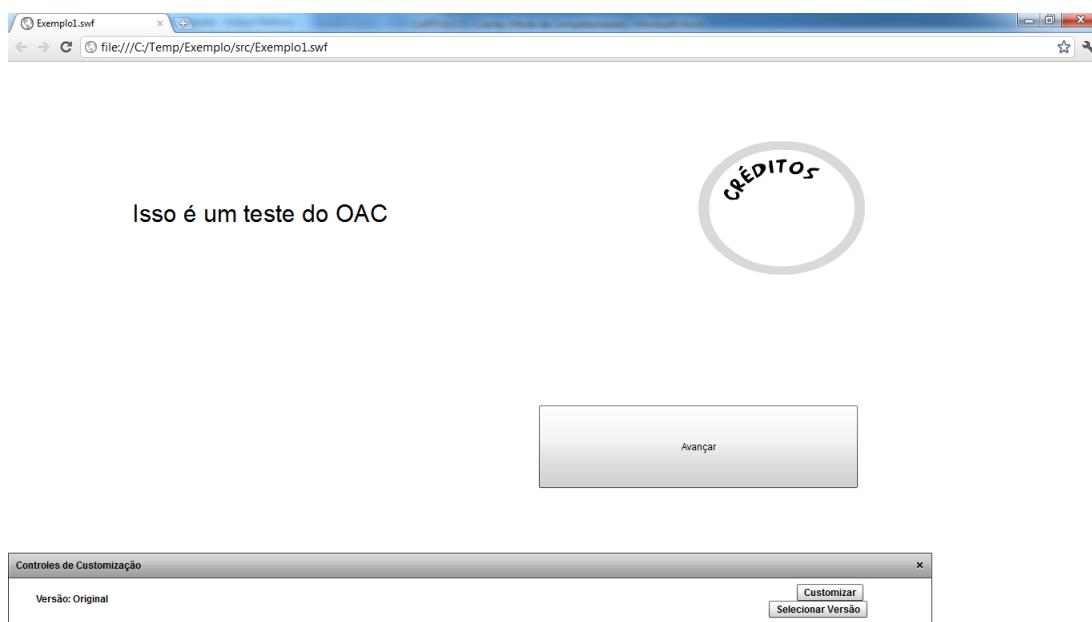 Exemplo1.swf
file:///C:/Temp/Exemplo/src/Exemplo1.swf
CRÉDITOS
Isso é um teste do OAC
Avançar
Controles de Customização
Versão: Original
Customizar
Selecionar Versão